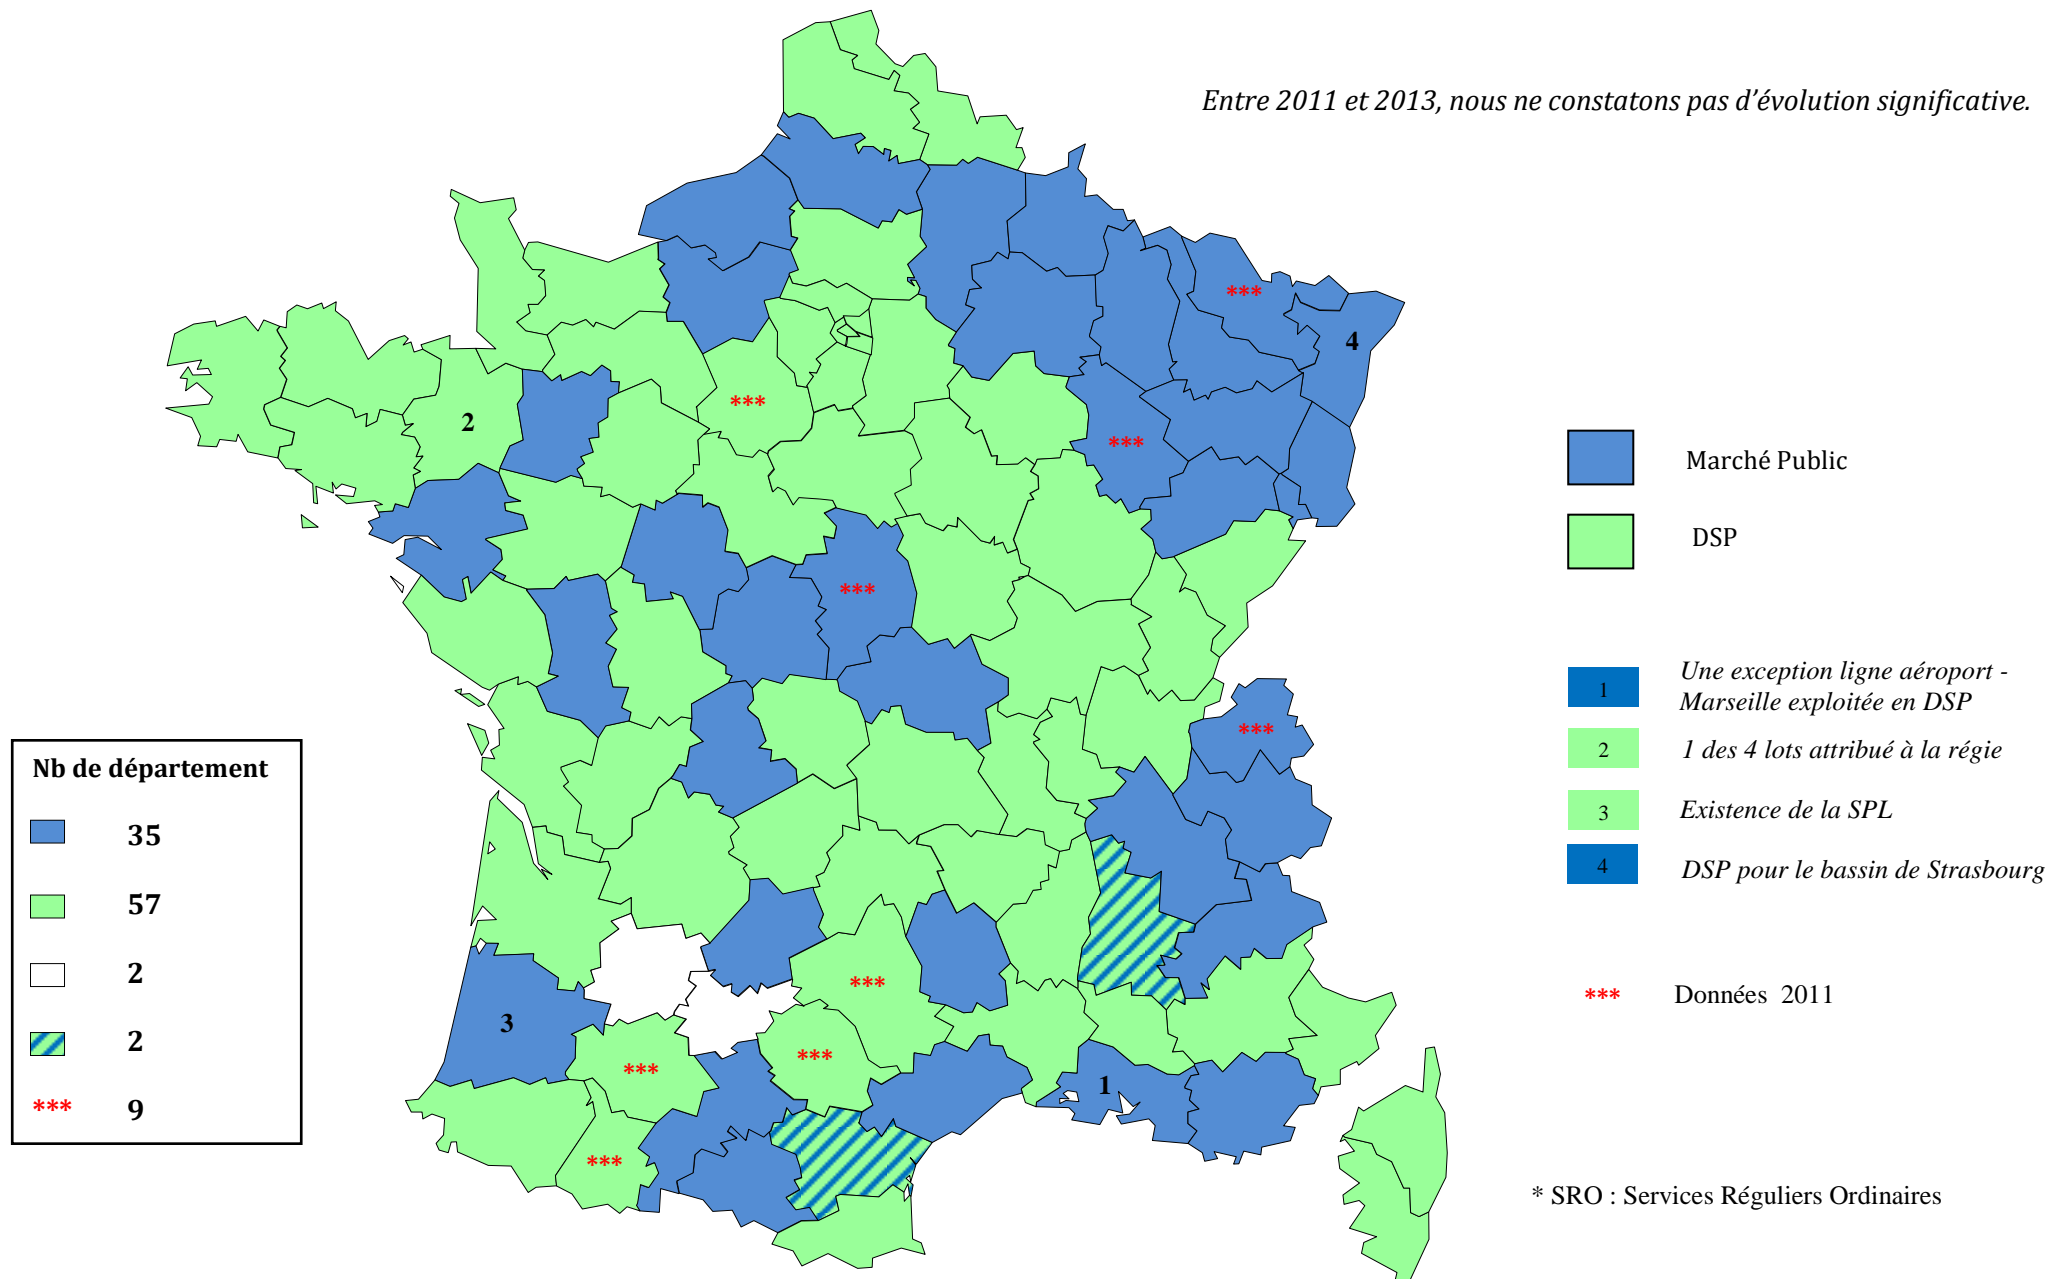 Entre 2011 et 2013, nous ne constatons pas d'évolution significative.
***
4
***
2
***
***
***
***
3
***
***
1
***
Marché Public
DSP
1 Une exception ligne aéroport -
Marseille exploitée en DSP
2 1 des 4 lots attribué à la régie
3 Existence de la SPL
4 DSP pour le bassin de Strasbourg
*** Données 2011
* SRO : Services Réguliers Ordinaires
Nb de département
35
57
2
2
*** 9